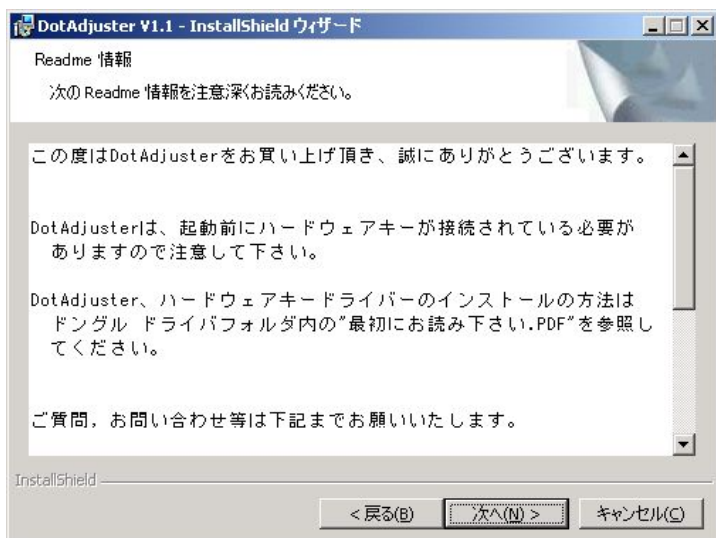 DotAdjuster V1.1 - InstallShield ウィザード
Readme 情報
次の Readme 情報を注意深くお読みください。
この度はDotAdjusterをお買い上げ頂き、誠にありがとうございます。
DotAdjusterは、起動前にハードウェアキーが接続されている必要が
ありますので注意して下さい。
DotAdjuster、ハードウェアキードライバーのインストールの方法は
ドングル ドライバフォルダ内の"最初にお読み下さい.PDF"を参照し
てください。
ご質問，お問い合わせ等は下記までお願いいたします。
InstallShield
< 戻る(B)
次へ(N) >
キャンセル(C)